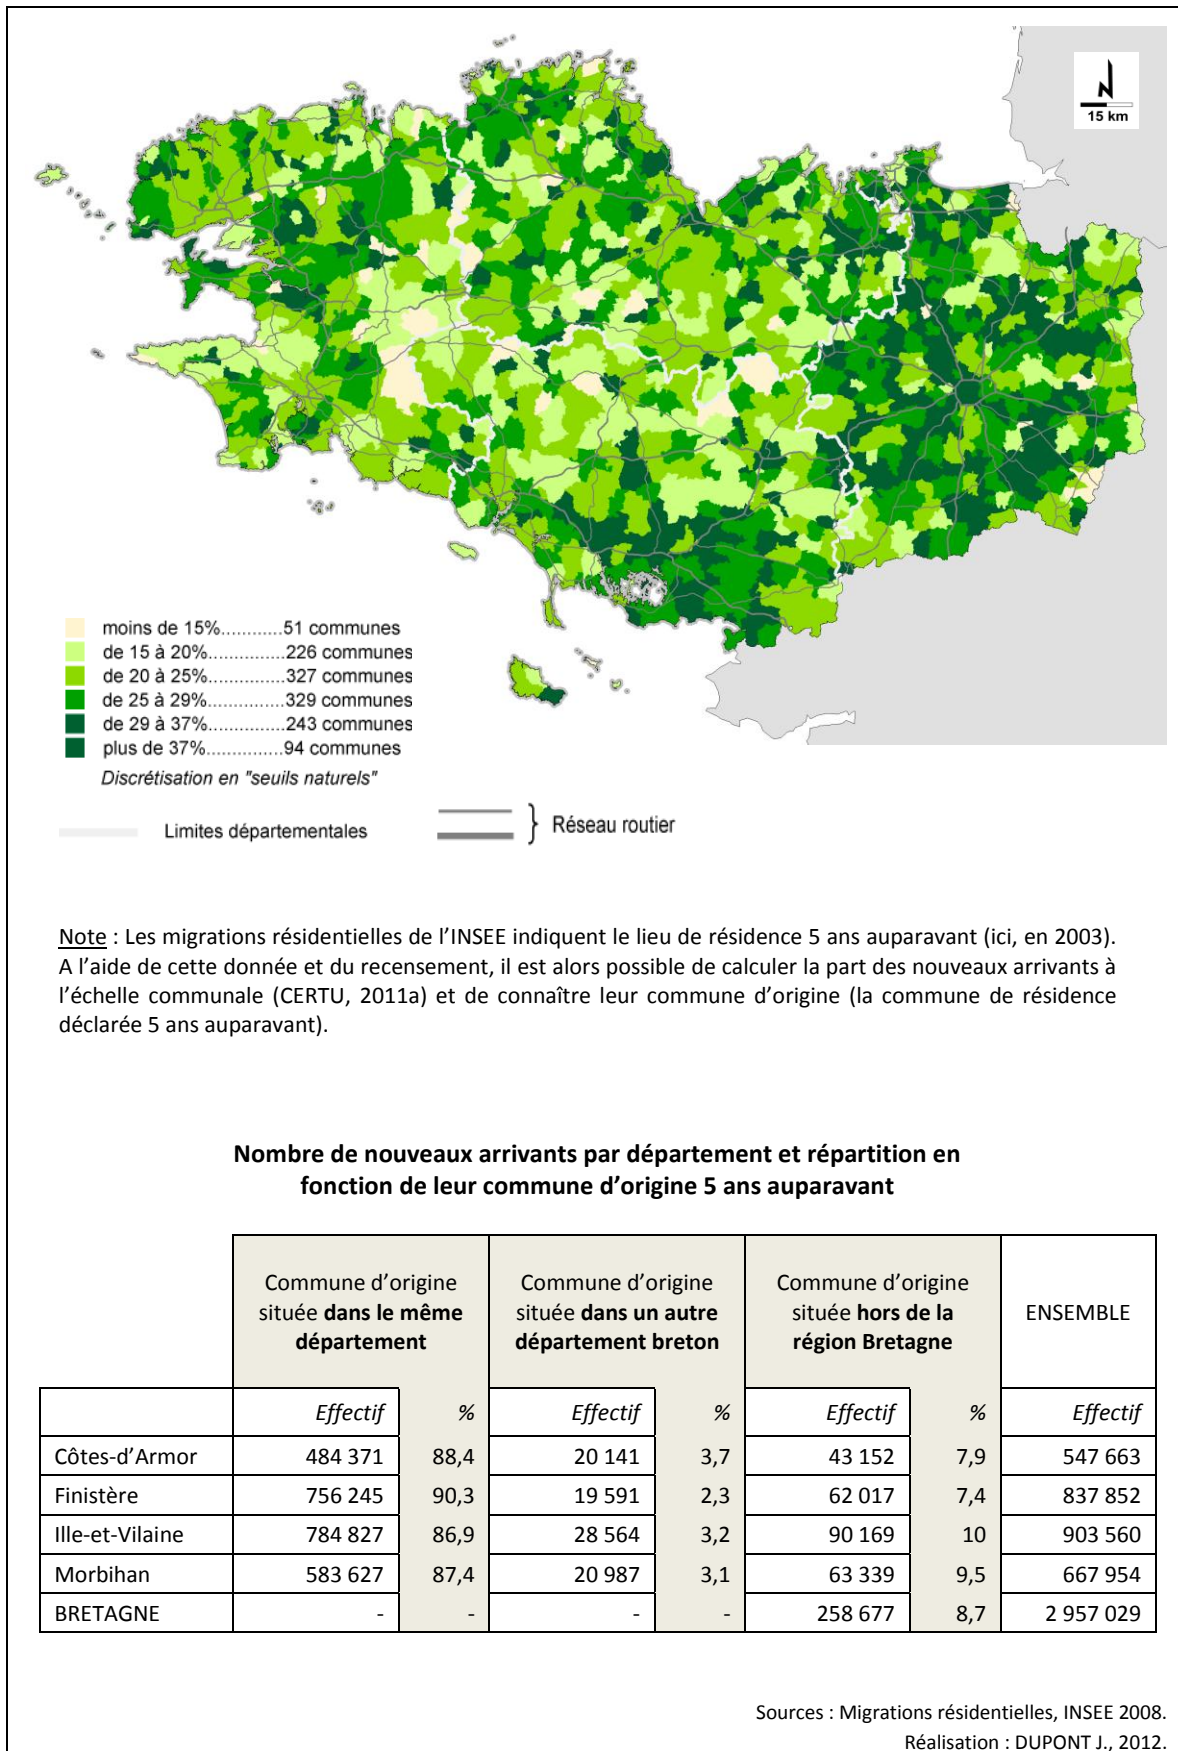 N
15 km
moins de 15%............51 communes
de 15 à 20%..............226 communes
de 20 à 25%..............327 communes
de 25 à 29%..............329 communes
de 29 à 37%..............243 communes
plus de 37%...............94 communes
Discrétisation en "seuils naturels"
Limites départementales
} Réseau routier
Note : Les migrations résidentielles de l’INSEE indiquent le lieu de résidence 5 ans auparavant (ici, en 2003).
A l’aide de cette donnée et du recensement, il est alors possible de calculer la part des nouveaux arrivants à
l’échelle communale (CERTU, 2011a) et de connaître leur commune d’origine (la commune de résidence
déclarée 5 ans auparavant).
Nombre de nouveaux arrivants par département et répartition en
fonction de leur commune d’origine 5 ans auparavant
Commune d’origine située dans le même département
Commune d’origine située dans un autre département breton
Commune d’origine située hors de la région Bretagne
ENSEMBLE
Effectif % Effectif % Effectif % Effectif
Côtes-d’Armor 484 371 88,4 20 141 3,7 43 152 7,9 547 663
Finistère 756 245 90,3 19 591 2,3 62 017 7,4 837 852
Ille-et-Vilaine 784 827 86,9 28 564 3,2 90 169 10 903 560
Morbihan 583 627 87,4 20 987 3,1 63 339 9,5 667 954
BRETAGNE - - - - 258 677 8,7 2 957 029
Sources : Migrations résidentielles, INSEE 2008.
Réalisation : DUPONT J., 2012.